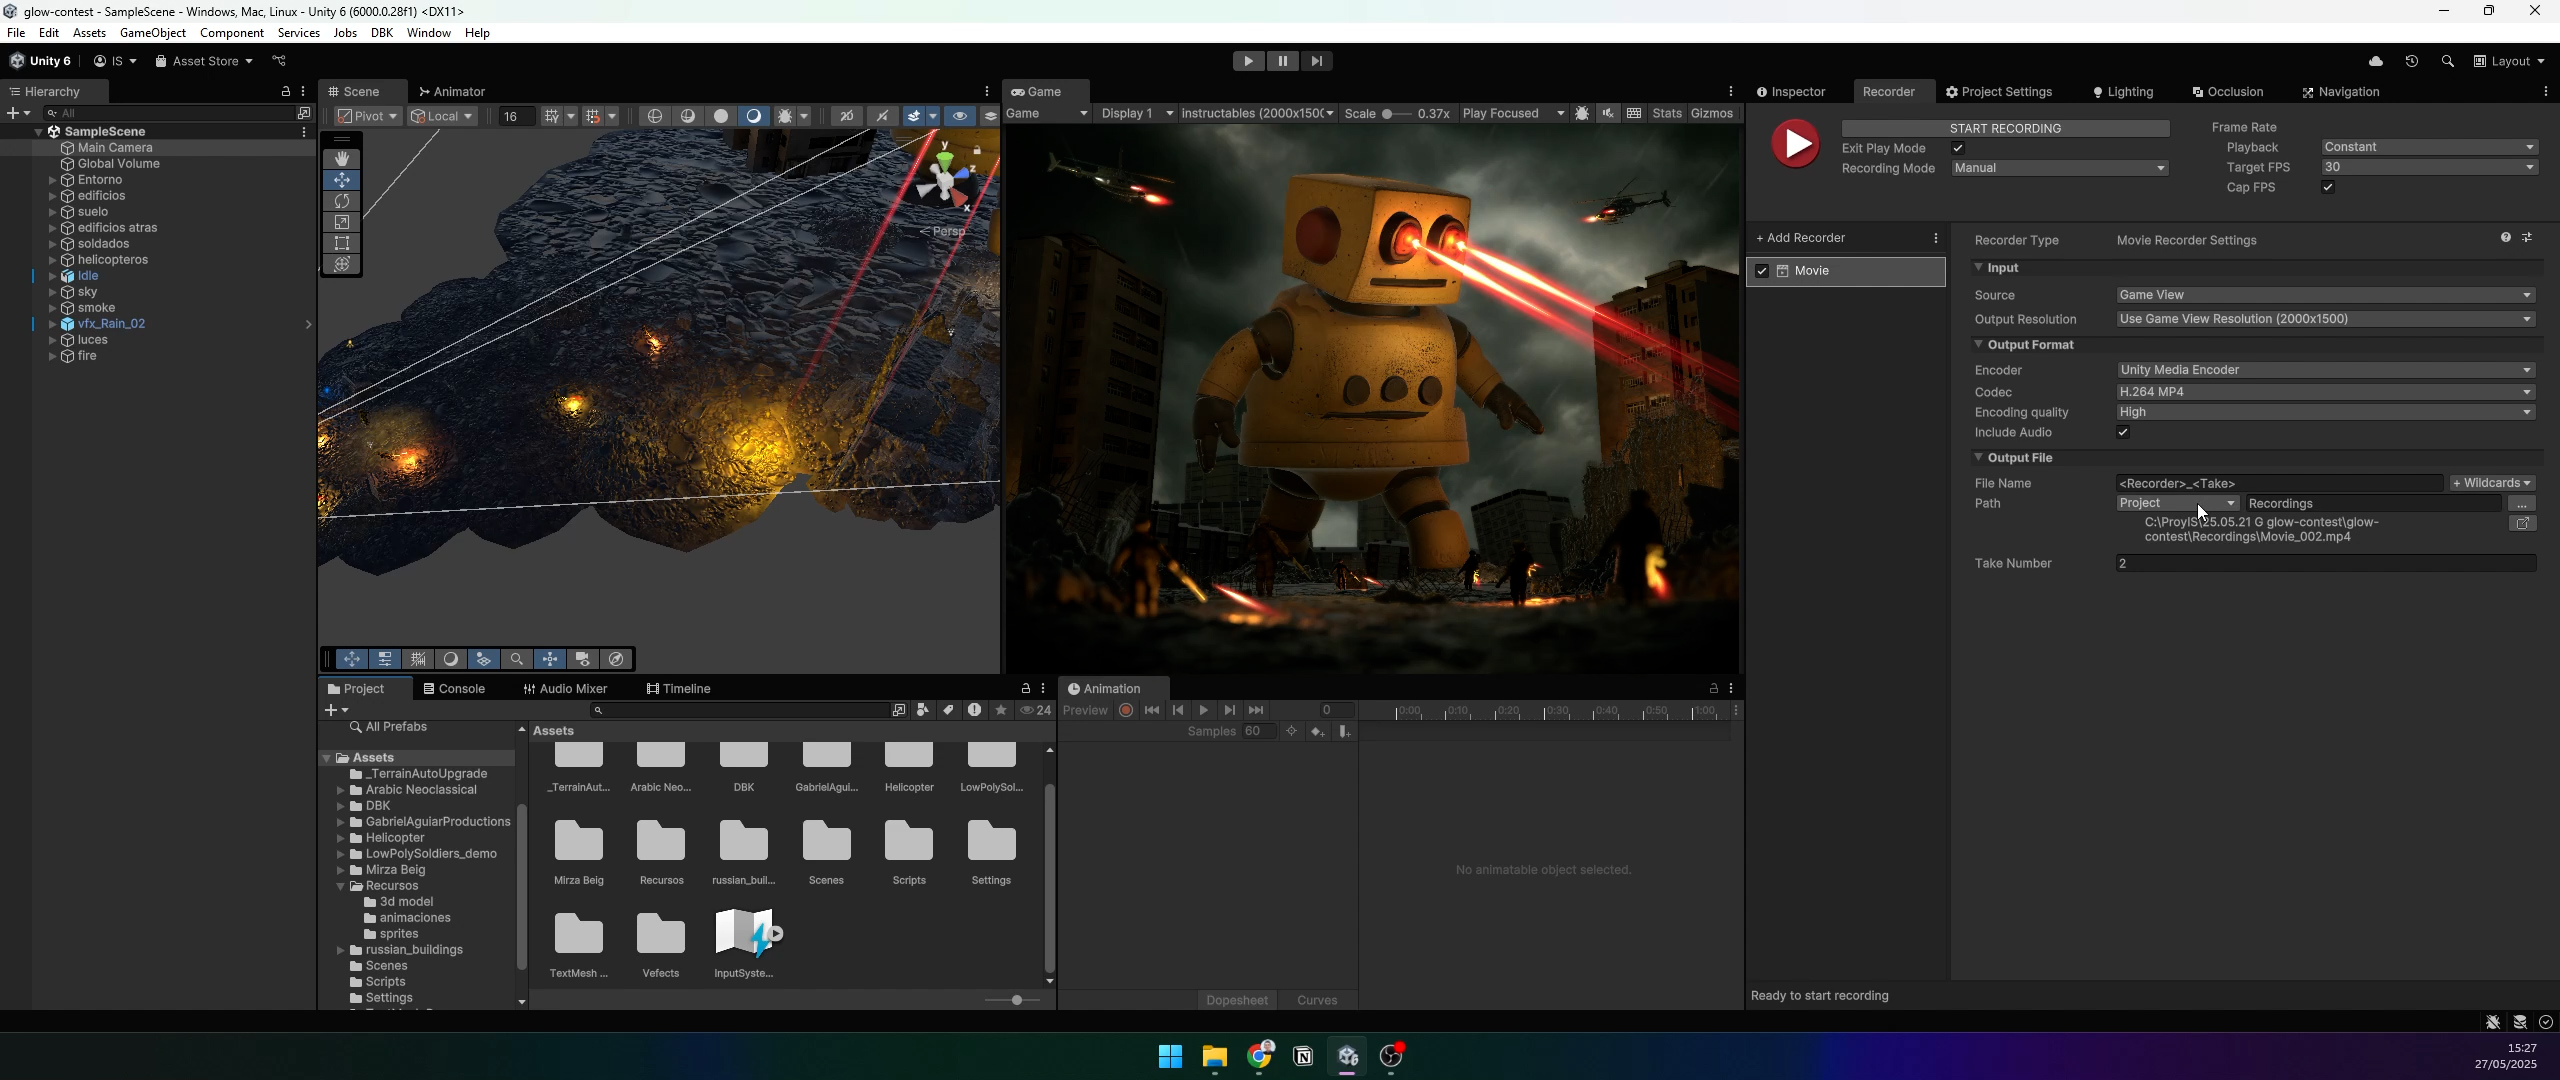 glow-contest - SampleScene - Windows, Mac, Linux - Unity 6 (6000.0.28f1) <DX11>
File Edit Assets GameObject Component Services Jobs DBK Window Help
Unity 6 IS Asset Store Layout
Hierarchy
All
SampleScene
Main Camera
Global Volume
Entorno
edificios
suelo
edificios atras
soldados
helicopteros
Idle
sky
smoke
vfx_Rain_02
luces
fire
Scene Animator
Pivot Local 16 2D
y
z
x
< Persp
Game
Game Display 1 instructables (2000x150( Scale 0.37x Play Focused Stats Gizmos
Inspector Recorder Project Settings Lighting Occlusion Navigation
START RECORDING
Exit Play Mode
Recording Mode Manual
Frame Rate
Playback Constant
Target FPS 30
Cap FPS
+ Add Recorder
Movie
Recorder Type Movie Recorder Settings
Input
Source Game View
Output Resolution Use Game View Resolution (2000x1500)
Output Format
Encoder Unity Media Encoder
Codec H.264 MP4
Encoding quality High
Include Audio
Output File
File Name <Recorder>_<Take> + Wildcards
Path Project Recordings ...
C:\ProyIS\25.05.21 G glow-contest\glow-
contest\Recordings\Movie_002.mp4
Take Number 2
Ready to start recording
Project Console Audio Mixer Timeline
24
All Prefabs
Assets
_TerrainAutoUpgrade
Arabic Neoclassical
DBK
GabrielAguiarProductions
Helicopter
LowPolySoldiers_demo
Mirza Beig
Recursos
3d model
animaciones
sprites
russian_buildings
Scenes
Scripts
Settings
Assets
_TerrainAut... Arabic Neo... DBK GabrielAgui... Helicopter LowPolySol...
Mirza Beig Recursos russian_buil... Scenes Scripts Settings
TextMesh ... Vefects InputSyste...
Animation
Preview 0 0:00 0:10 0:20 0:30 0:40 0:50 1:00
Samples 60
No animatable object selected.
Dopesheet Curves
15:27
27/05/2025